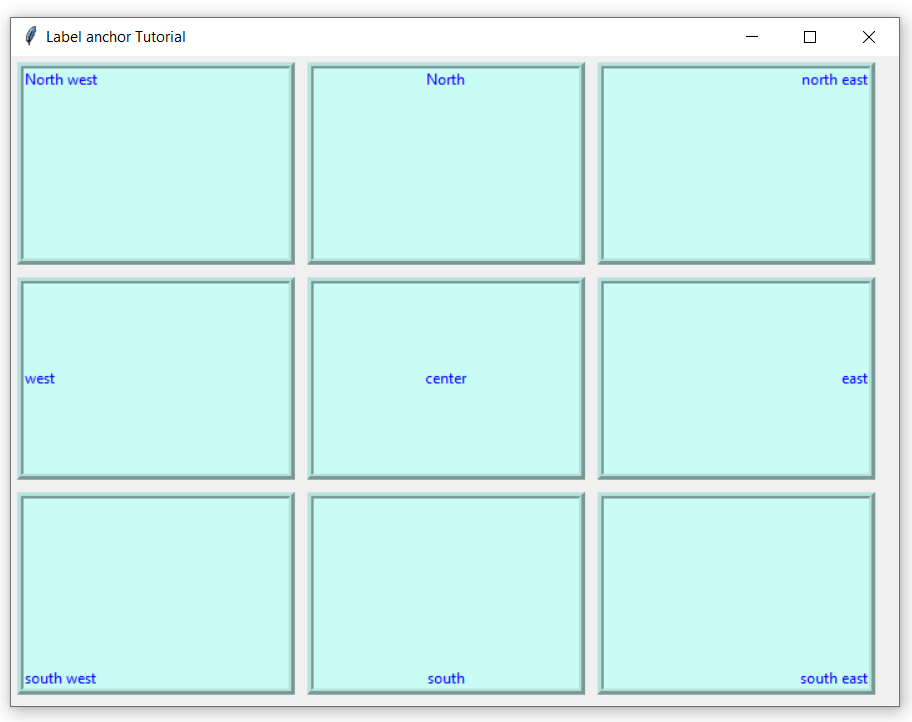 Label anchor Tutorial
North west
North
north east
west
center
east
south west
south
south east